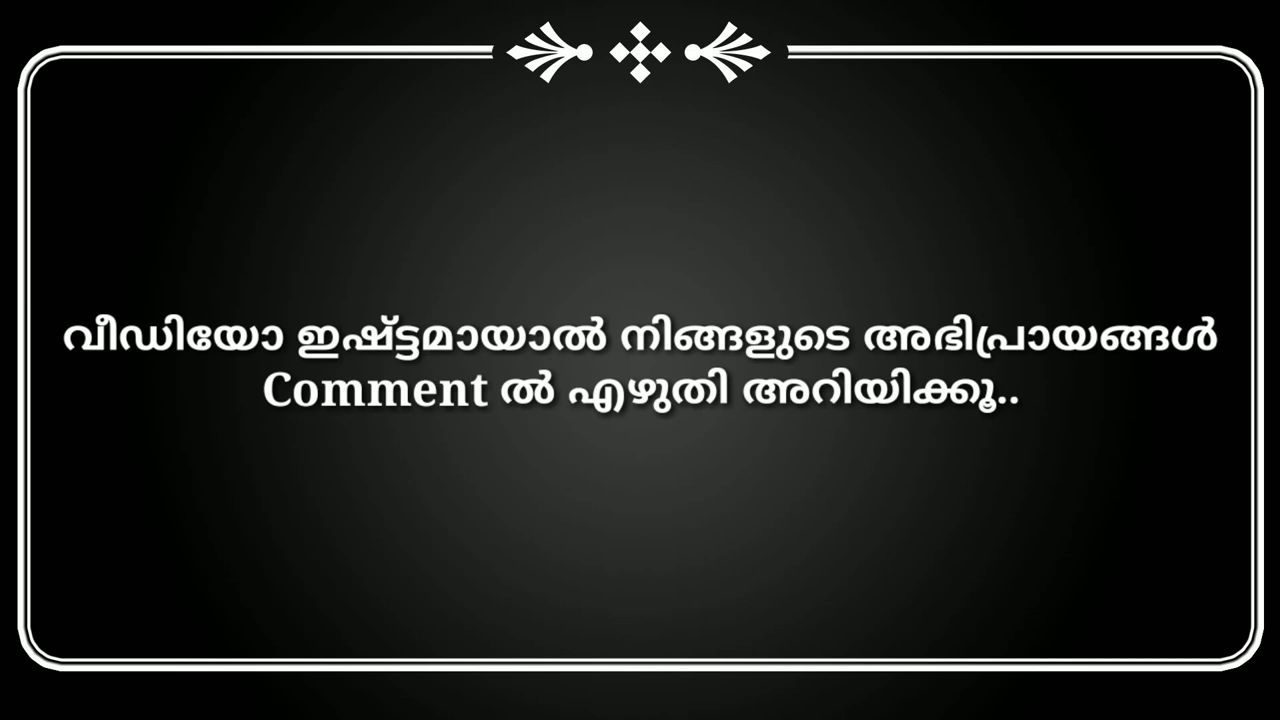 വീഡിയോ ഇഷ്ട്ടമായാൽ നിങ്ങളുടെ അഭിപ്രായങ്ങൾ
Comment ൽ എഴുതി അറിയിക്കൂ..